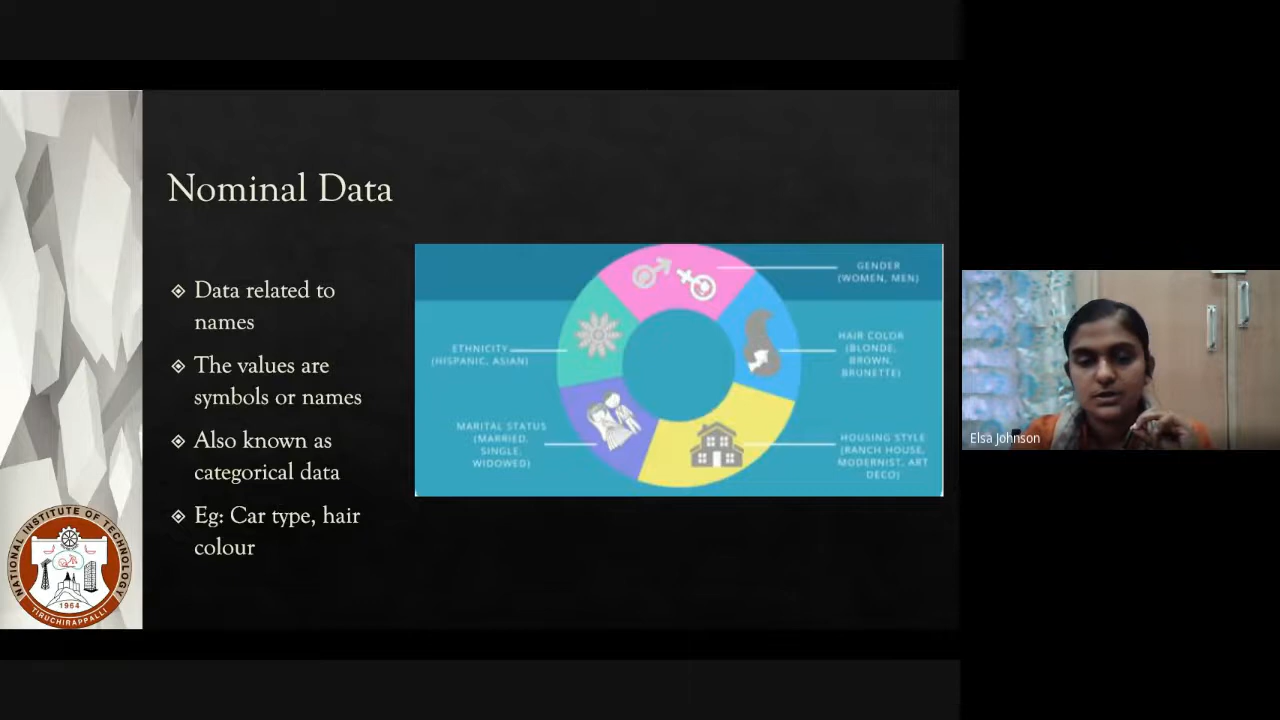 Nominal Data
Data related to
names
The values are
symbols or names
Also known as
categorical data
Eg: Car type, hair
colour
GENDER
(WOMEN, MEN)
HAIR COLOR
(BLONDE,
BROWN,
BRUNETTE)
HOUSING STYLE
(RANCH HOUSE,
MODERNIST, ART
DECO)
ETHNICITY
(HISPANIC, ASIAN)
MARITAL STATUS
(MARRIED,
SINGLE,
WIDOWED)
NATIONAL INSTITUTE OF TECHNOLOGY
1964
TIRUCHIRAPPALLI
Elsa Johnson